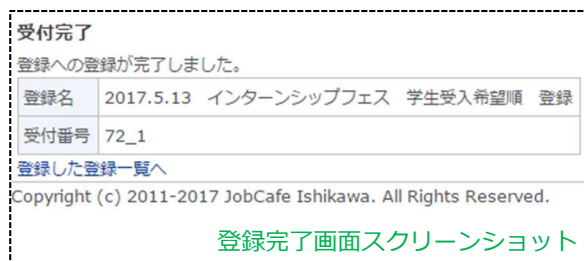 受付完了
登録への登録が完了しました。
登録名 2017.5.13 インターンシップフェス 学生受入希望順 登録
受付番号 72_1
登録した登録一覧へ
Copyright (c) 2011-2017 JobCafe Ishikawa. All Rights Reserved.
登録完了画面スクリーンショット